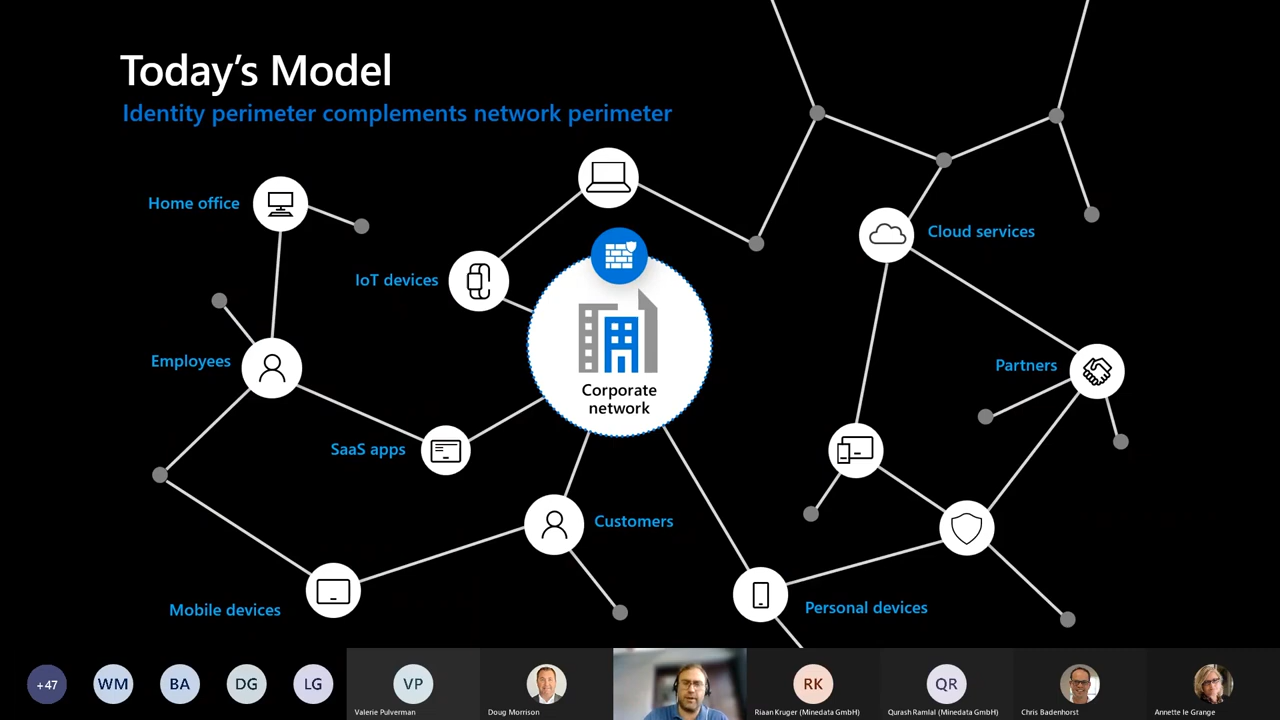 Today's Model
Identity perimeter complements network perimeter
Home office
IoT devices
Cloud services
Employees
Partners
Corporate
network
SaaS apps
Customers
Mobile devices
Personal devices
+47
WM
BA
DG
LG
VP
RK
QR
Valerie Pulverman
Doug Morrison
Riaan Kruger (Minedata GmbH)
Qurash Ramlal (Minedata GmbH)
Chris Badenhorst
Annette le Grange